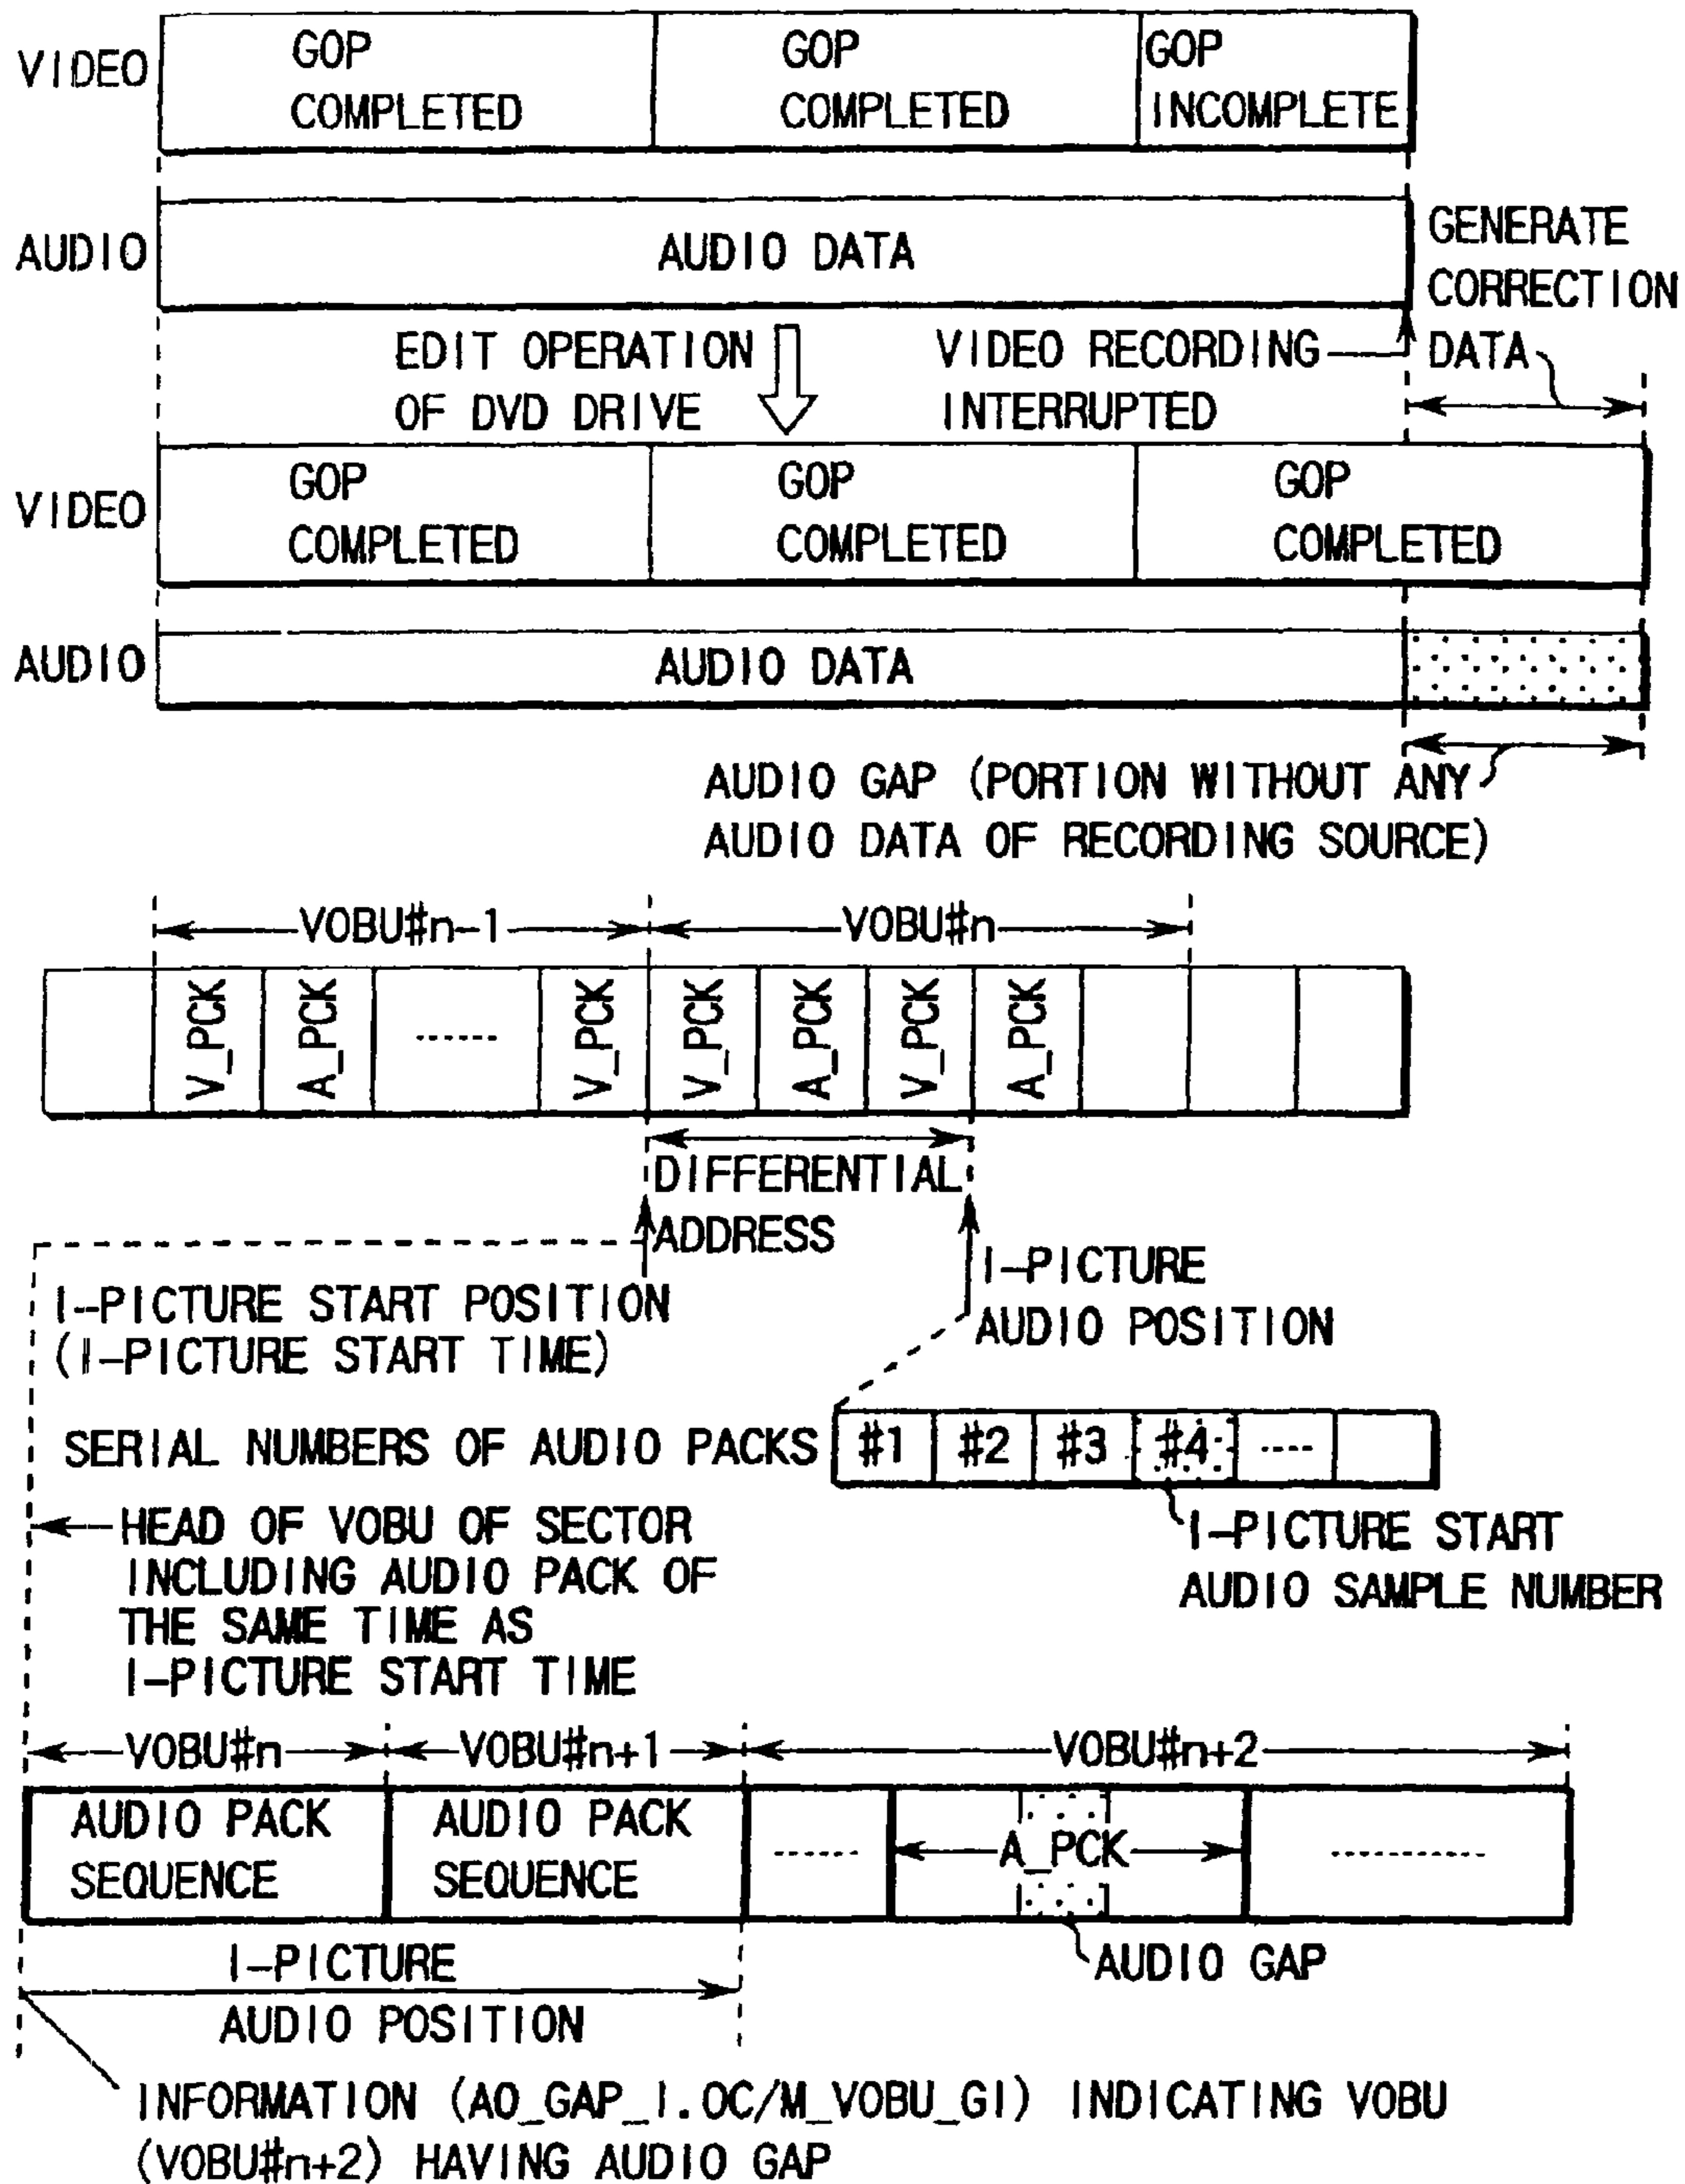 GOP GOP GOP
VIDEO
COMPLETED COMPLETED INCOMPLETE
AUDIO AUDIO DATA
GENERATE
CORRECTION
DATA
EDIT OPERATION
OF DVD DRIVE
VIDEO RECORDING
INTERRUPTED
GOP GOP GOP
VIDEO
COMPLETED COMPLETED COMPLETED
AUDIO AUDIO DATA
AUDIO GAP (PORTION WITHOUT ANY
AUDIO DATA OF RECORDING SOURCE)
VOBU#n-1 VOBU#n
V_PCK A_PCK ...... V_PCK V_PCK A_PCK V_PCK A_PCK
DIFFERENTIAL
ADDRESS
I-PICTURE START POSITION
(I-PICTURE START TIME)
I-PICTURE
AUDIO POSITION
SERIAL NUMBERS OF AUDIO PACKS #1 #2 #3 #4 ....
I-PICTURE START
AUDIO SAMPLE NUMBER
HEAD OF VOBU OF SECTOR
INCLUDING AUDIO PACK OF
THE SAME TIME AS
I-PICTURE START TIME
VOBU#n VOBU#n+1 VOBU#n+2
AUDIO PACK AUDIO PACK
SEQUENCE SEQUENCE
...... A_PCK ..........
AUDIO GAP
I-PICTURE
AUDIO POSITION
INFORMATION (A0_GAP_I.OC/M_VOBU_GI) INDICATING VOBU
(VOBU#n+2) HAVING AUDIO GAP